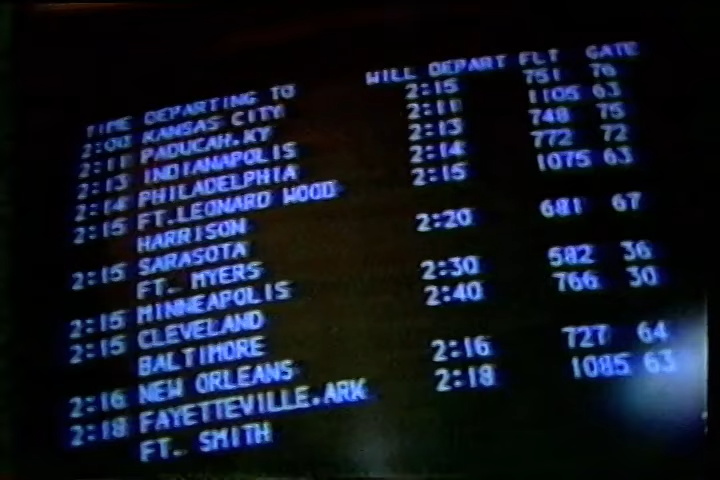 TIME DEPARTING TO WILL DEPART FLT GATE
2:00 KANSAS CITY 2:15 751 76
2:11 PADUCAH.KY 2:11 1105 63
2:13 INDIANAPOLIS 2:13 748 75
2:14 PHILADELPHIA 2:14 772 72
2:15 FT.LEONARD WOOD 2:15 1075 63
HARRISON
2:15 SARASOTA 2:20 681 67
FT. MYERS
2:15 MINNEAPOLIS 2:30 582 36
2:15 CLEVELAND 2:40 766 30
BALTIMORE
2:16 NEW ORLEANS 2:16 727 64
2:18 FAYETTEVILLE.ARK 2:18 1085 63
FT. SMITH